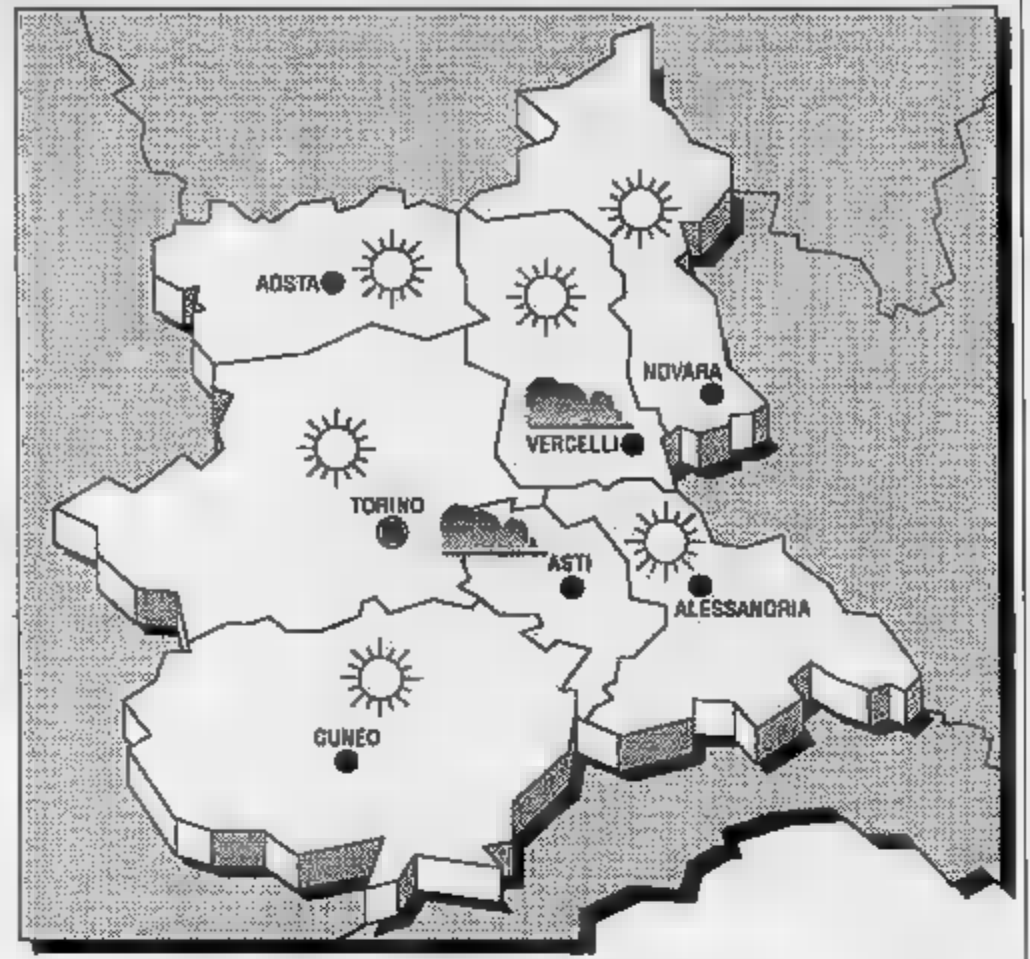 AOSTA
NOVARA
VERCELLI
TORINO
ASTI
ALESSANDRIA
CUNEO